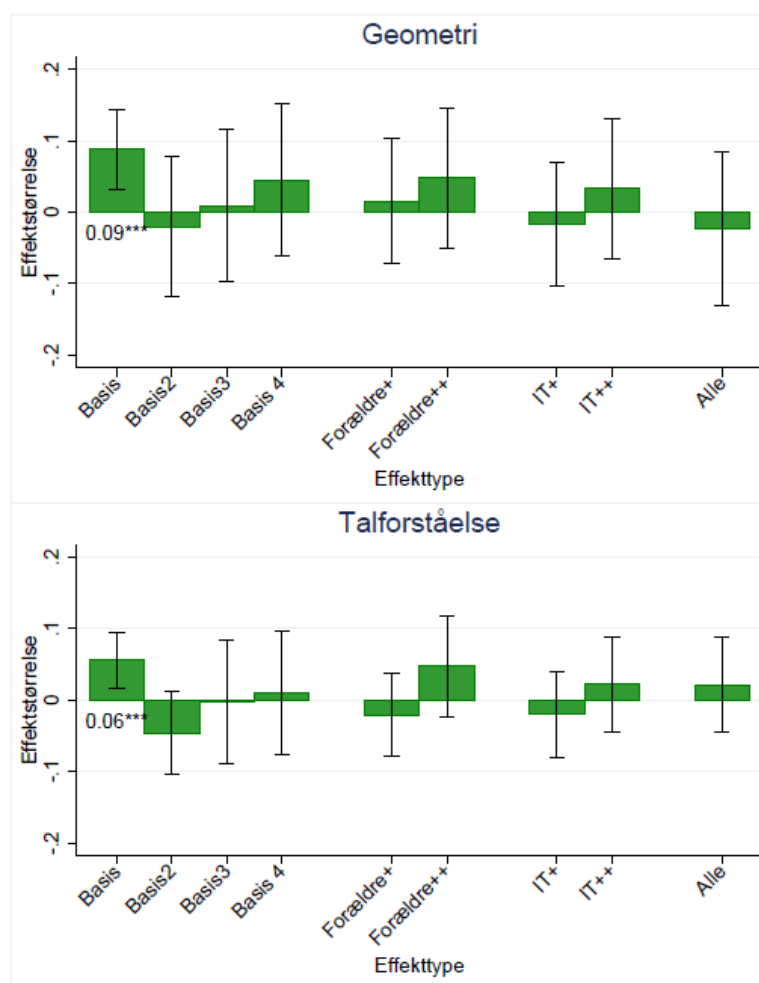 Geometri
Effektstørrelse
.2
.1
0
-.1
-.2
0.09***
Basis
Basis2
Basis3
Basis 4
Forældre+
Forældre++
IT+
IT++
Alle
Effekttype
Talforståelse
Effektstørrelse
.2
.1
0
-.1
-.2
0.06***
Basis
Basis2
Basis3
Basis 4
Forældre+
Forældre++
IT+
IT++
Alle
Effekttype